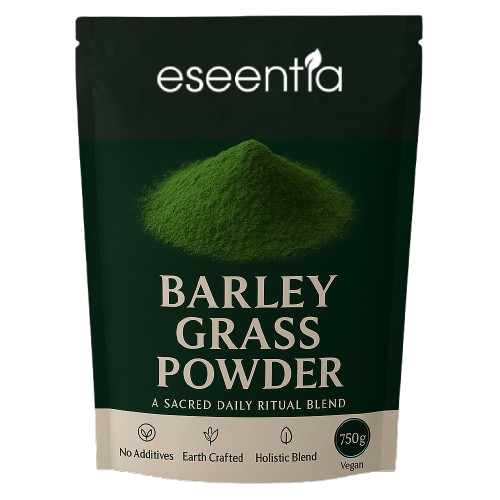 eseentia
BARLEY
GRASS
POWDER
A SACRED DAILY RITUAL BLEND
No Additives Earth Crafted Holistic Blend
750g
Vegan